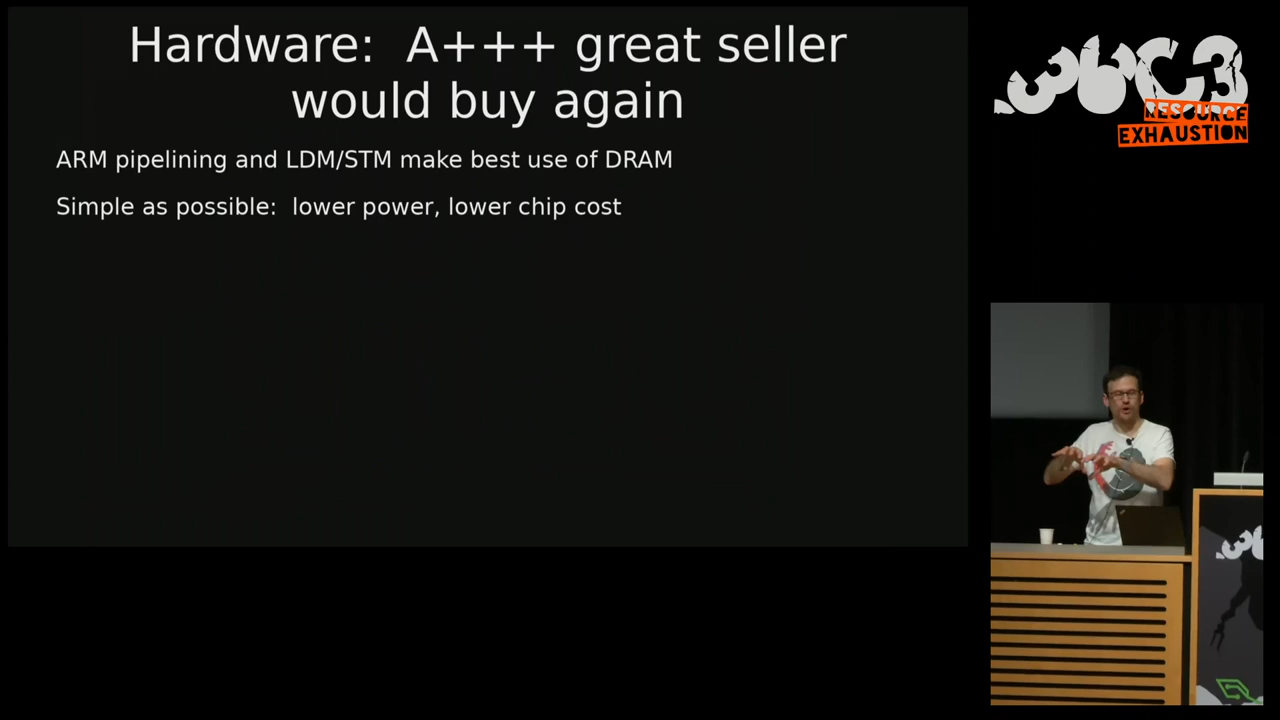 Hardware:  A+++ great seller
would buy again
ARM pipelining and LDM/STM make best use of DRAM
Simple as possible:  lower power, lower chip cost
36C3
RESOURCE
EXHAUSTION